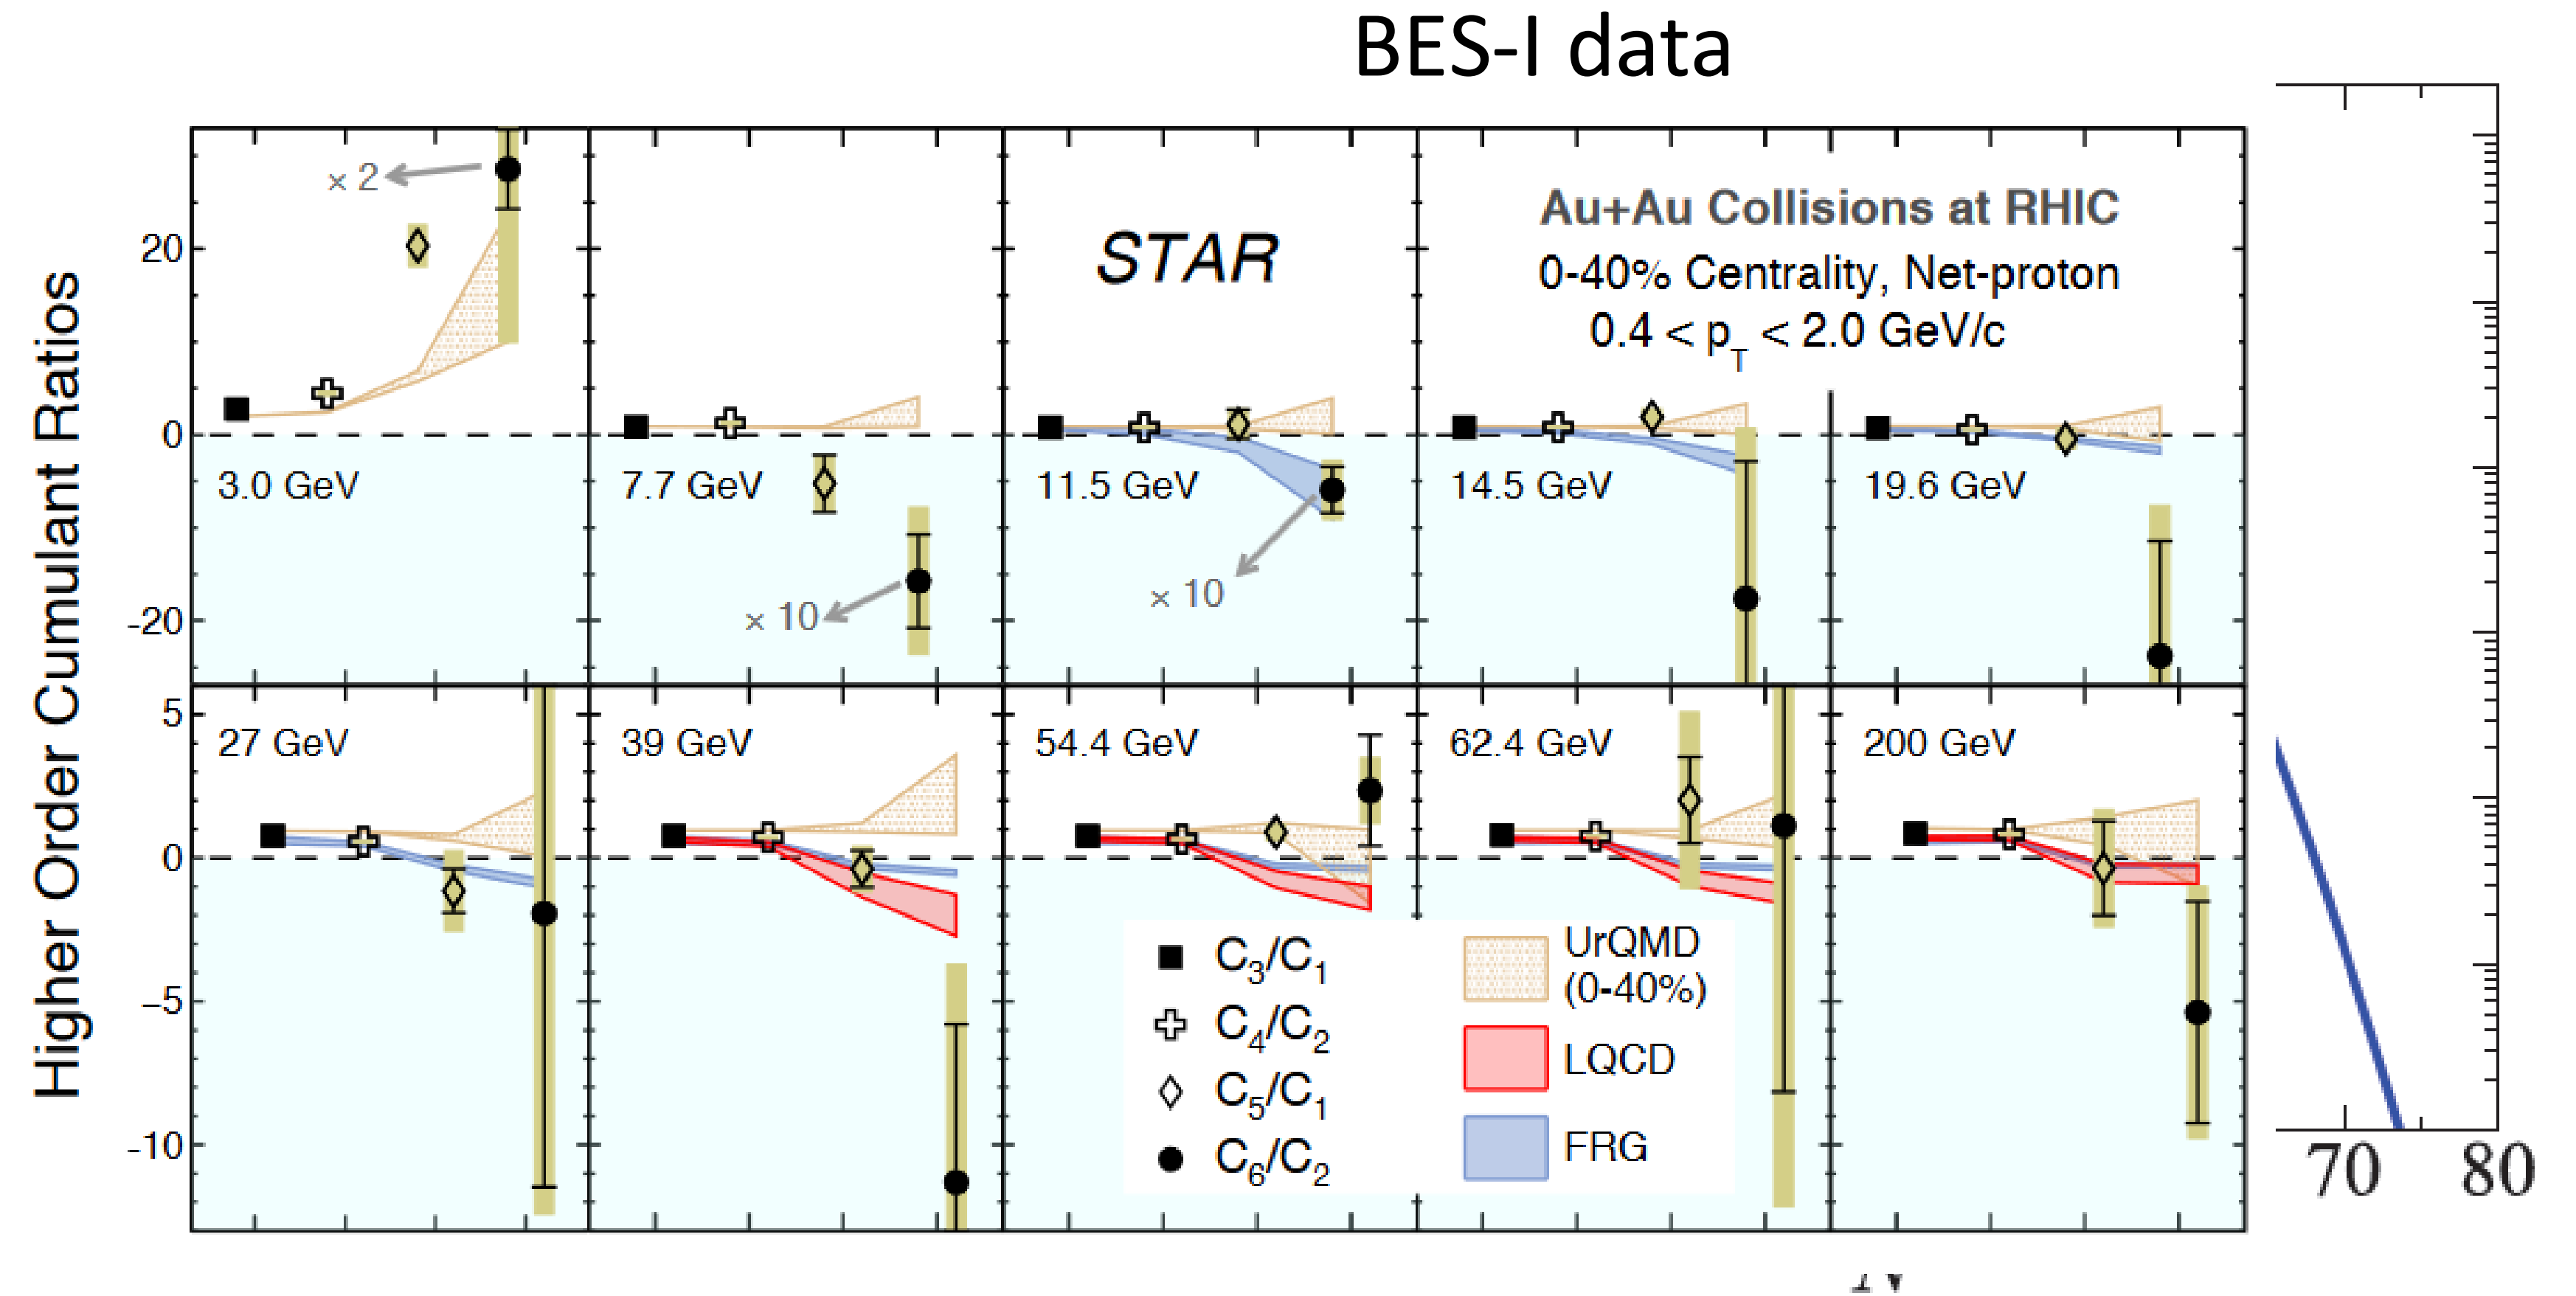 BES-I data
Higher Order Cumulant Ratios
20
0
-20
× 2
3.0 GeV
7.7 GeV
× 10
STAR
11.5 GeV
× 10
Au+Au Collisions at RHIC
0-40% Centrality, Net-proton
0.4 < p_T < 2.0 GeV/c
14.5 GeV
19.6 GeV
5
0
−5
-10
27 GeV
39 GeV
54.4 GeV
62.4 GeV
200 GeV
C₃/C₁
C₄/C₂
C₅/C₁
C₆/C₂
UrQMD
(0-40%)
LQCD
FRG
70
80